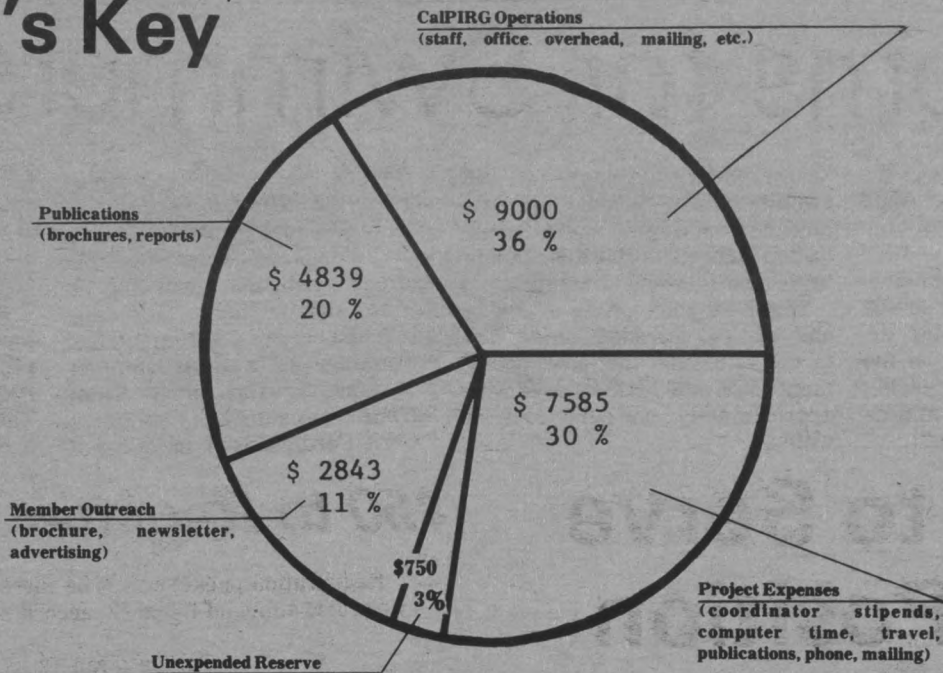 's Key
CalPIRG Operations
(staff, office overhead, mailing, etc.)
$ 9000
36 %
Publications
(brochures, reports)
$ 4839
20 %
$ 7585
30 %
$ 2843
11 %
Member Outreach
(brochure, newsletter,
advertising)
$750
3%
Project Expenses
(coordinator stipends,
computer time, travel,
publications, phone, mailing)
Unexpended Reserve